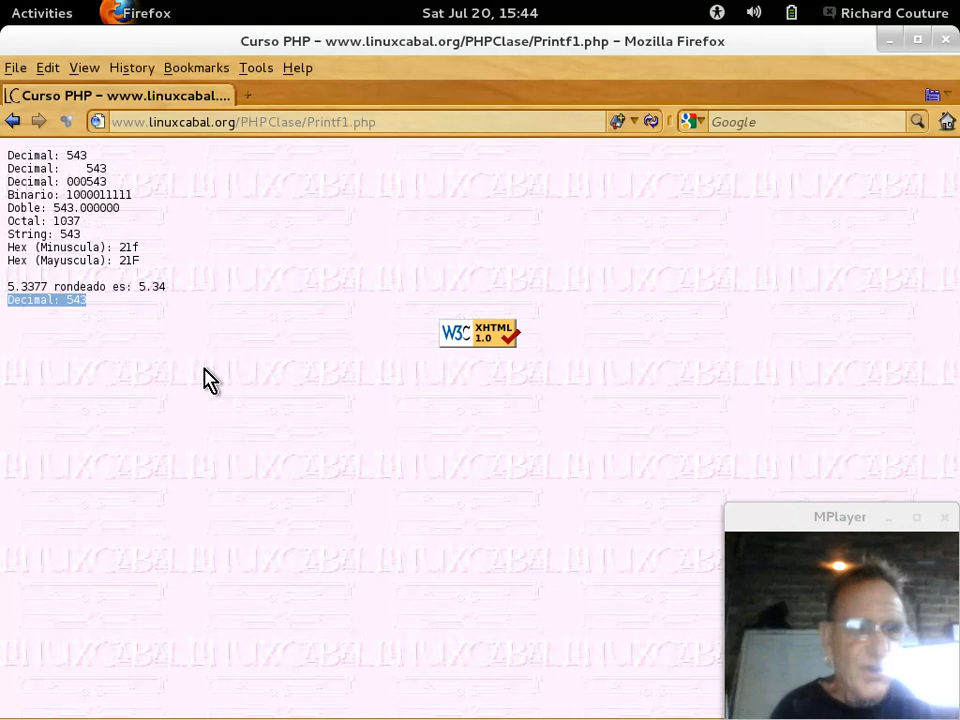 Activities Firefox Sat Jul 20, 15:44 Richard Couture
Curso PHP – www.linuxcabal.org/PHPClase/Printf1.php – Mozilla Firefox
File Edit View History Bookmarks Tools Help
Curso PHP – www.linuxcabal.... +
www.linuxcabal.org/PHPClase/Printf1.php Google
Decimal: 543
Decimal:    543
Decimal: 000543
Binario: 1000011111
Doble: 543.000000
Octal: 1037
String: 543
Hex (Minuscula): 21f
Hex (Mayuscula): 21F
5.3377 rondeado es: 5.34
Decimal: 543
W3C XHTML 1.0
MPlayer